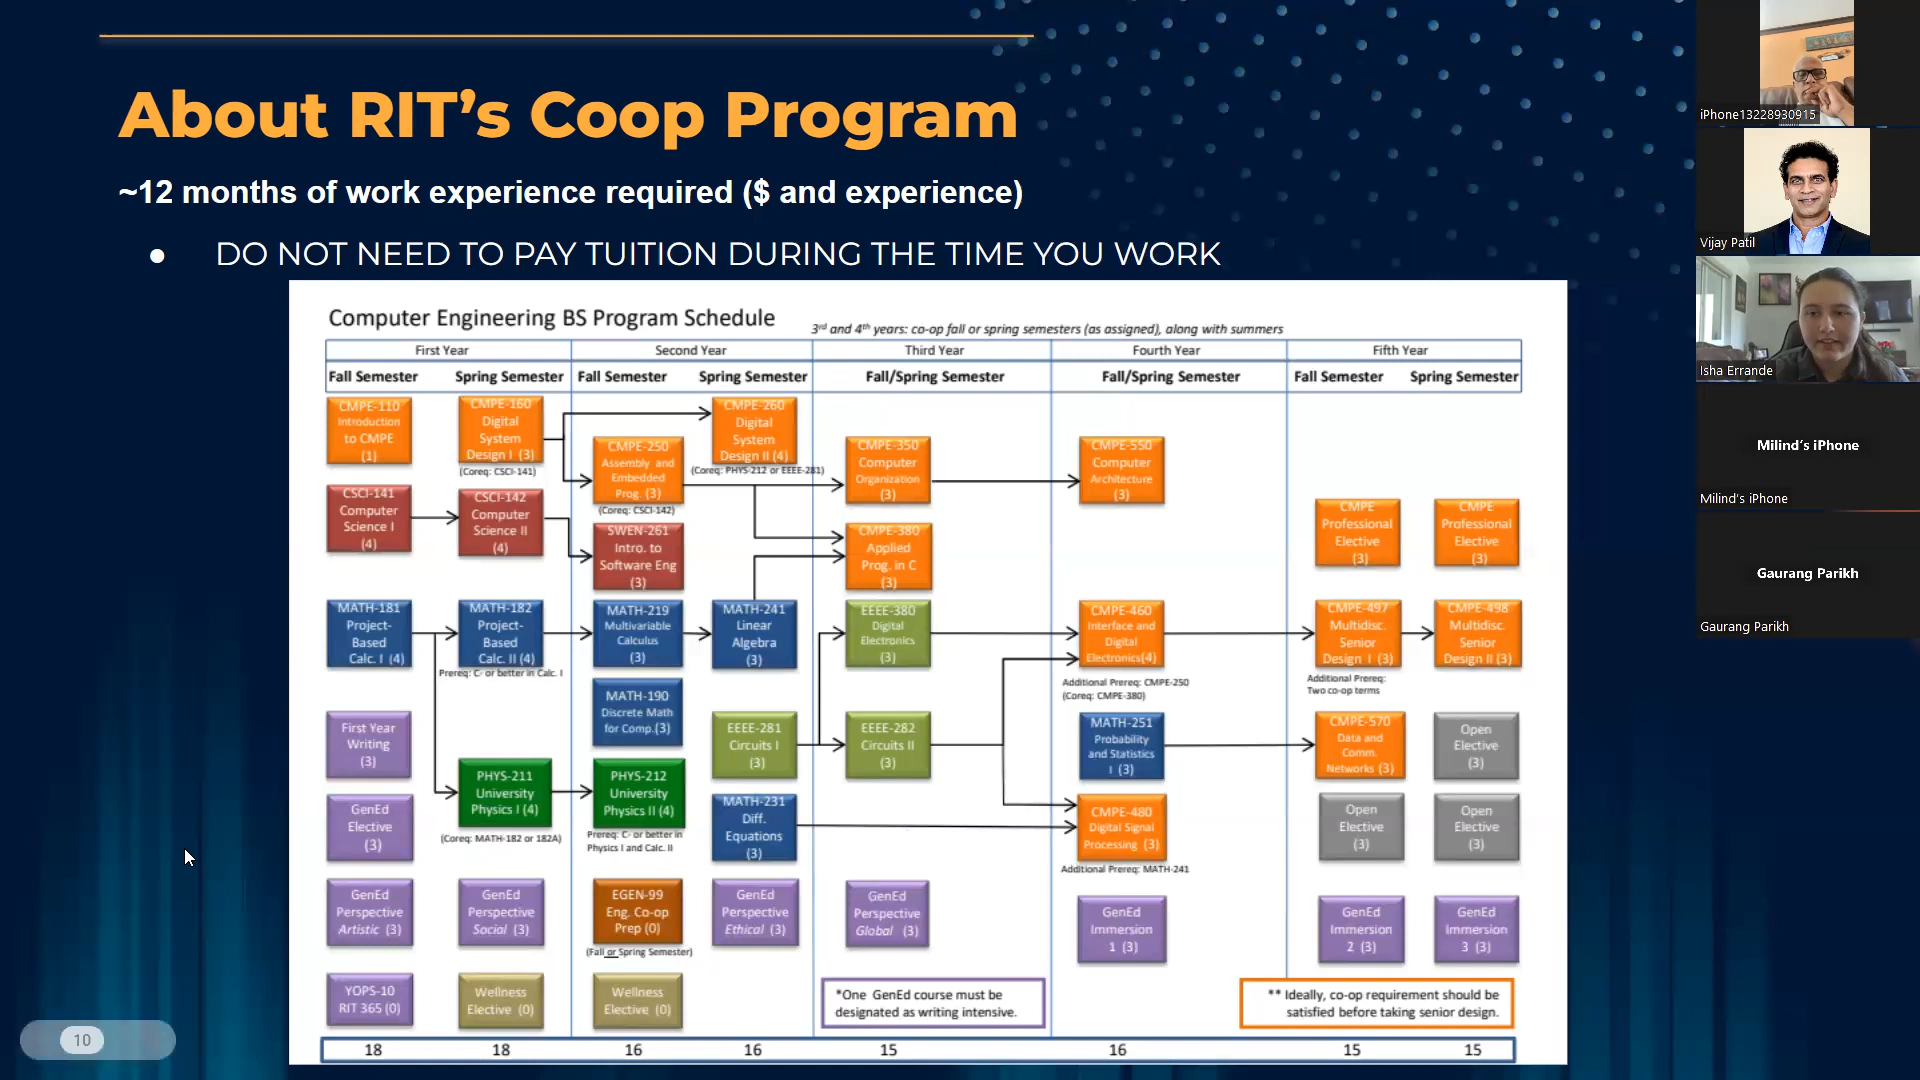 About RIT's Coop Program
~12 months of work experience required ($ and experience)
● DO NOT NEED TO PAY TUITION DURING THE TIME YOU WORK
Computer Engineering BS Program Schedule
3rd and 4th years: co-op fall or spring semesters (as assigned), along with summers
First Year
Second Year
Third Year
Fourth Year
Fifth Year
Fall Semester
Spring Semester
Fall Semester
Spring Semester
Fall/Spring Semester
Fall/Spring Semester
Fall Semester
Spring Semester
CMPE-110
Introduction
to CMPE
(1)
CSCI-141
Computer
Science I
(4)
MATH-181
Project-
Based
Calc. I (4)
First Year
Writing
(3)
GenEd
Elective
(3)
GenEd
Perspective
Artistic (3)
YOPS-10
RIT 365 (0)
CMPE-160
Digital
System
Design I (3)
(Coreq: CSCI-141)
CSCI-142
Computer
Science II
(4)
MATH-182
Project-
Based
Calc. II (4)
Prereq: C- or better in Calc. I
PHYS-211
University
Physics I (4)
(Coreq: MATH-182 or 182A)
GenEd
Perspective
Social (3)
Wellness
Elective (0)
CMPE-250
Assembly and
Embedded
Prog. (3)
(Coreq: CSCI-142)
SWEN-261
Intro. to
Software Eng
(3)
MATH-219
Multivariable
Calculus
(3)
MATH-190
Discrete Math
for Comp.(3)
PHYS-212
University
Physics II (4)
Prereq: C- or better in
Physics I and Calc. II
EGEN-99
Eng. Co-op
Prep (0)
(Fall or Spring Semester)
Wellness
Elective (0)
CMPE-260
Digital
System
Design II (4)
(Coreq: PHYS-212 or EEEE-281)
MATH-241
Linear
Algebra
(3)
EEEE-281
Circuits I
(3)
MATH-231
Diff.
Equations
(3)
GenEd
Perspective
Ethical (3)
CMPE-350
Computer
Organization
(3)
CMPE-380
Applied
Prog. in C
(3)
EEEE-380
Digital
Electronics
(3)
EEEE-282
Circuits II
(3)
GenEd
Perspective
Global (3)
*One GenEd course must be
designated as writing intensive.
CMPE-550
Computer
Architecture
(3)
CMPE-460
Interface and
Digital
Electronics(4)
Additional Prereq: CMPE-250
(Coreq: CMPE-380)
MATH-251
Probability
and Statistics
I (3)
CMPE-480
Digital Signal
Processing (3)
Additional Prereq: MATH-241
GenEd
Immersion
1 (3)
CMPE
Professional
Elective
(3)
CMPE-497
Multidisc.
Senior
Design I (3)
Additional Prereq:
Two co-op terms
CMPE-570
Data and
Comm.
Networks (3)
Open
Elective
(3)
GenEd
Immersion
2 (3)
CMPE
Professional
Elective
(3)
CMPE-498
Multidisc.
Senior
Design II (3)
Open
Elective
(3)
Open
Elective
(3)
GenEd
Immersion
3 (3)
** Ideally, co-op requirement should be
satisfied before taking senior design.
18
18
16
16
15
16
15
15
10
iPhone13228930915
Vijay Patil
Isha Errande
Milind's iPhone
Milind's iPhone
Gaurang Parikh
Gaurang Parikh